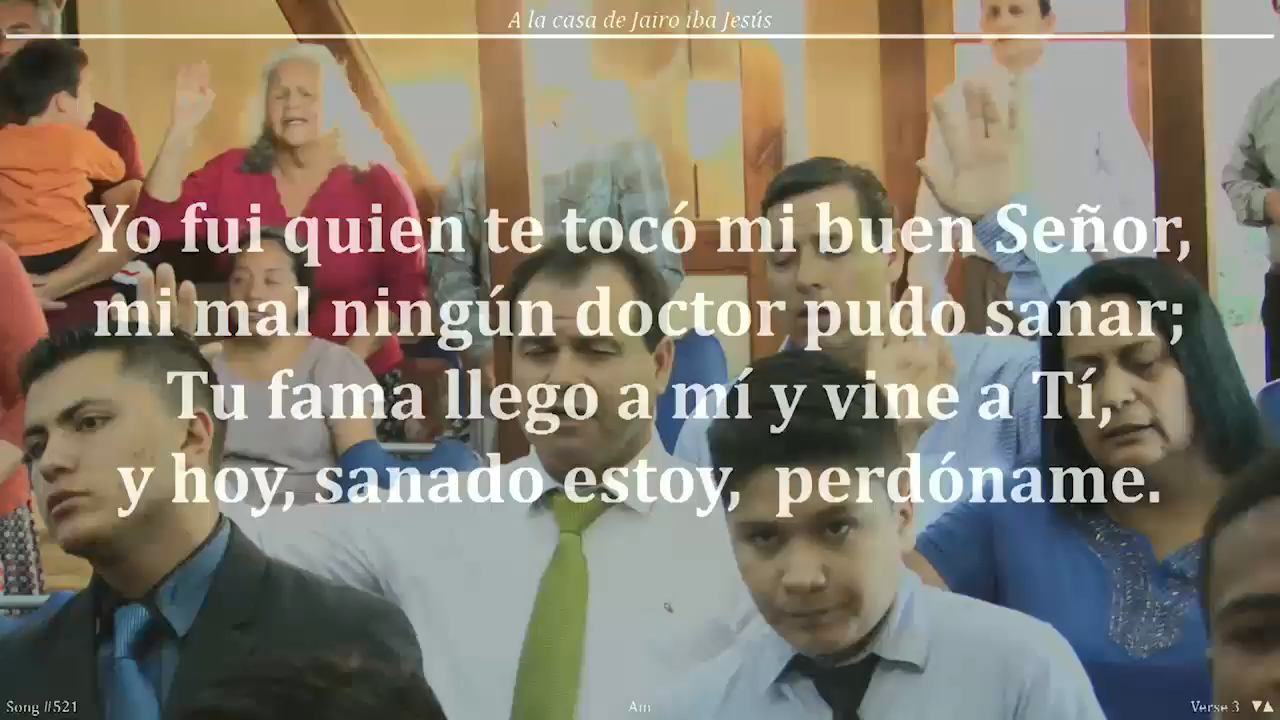 A la casa de Jairo iba Jesús
Yo fui quien te tocó mi buen Señor,
mi mal ningún doctor pudo sanar;
Tu fama llego a mí y vine a Tí,
y hoy, sanado estoy, perdóname.
Song #521
Am
Verse 3 ▼▲